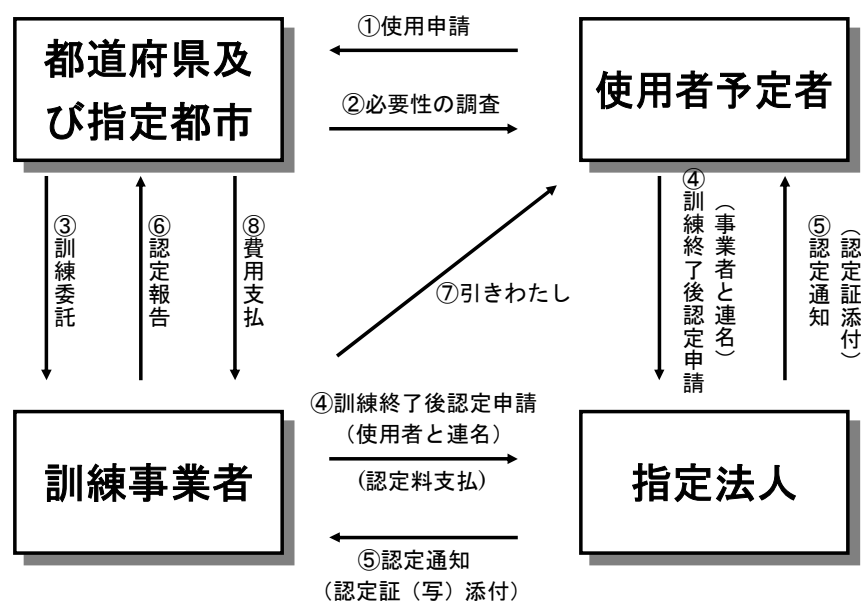 ①使用申請
都道府県及
び指定都市
使用者予定者
②必要性の調査
③訓練委託
⑥認定報告
⑧費用支払
⑦引きわたし
④訓練終了後認定申請
（事業者と連名）
⑤認定通知
（認定証添付）
④訓練終了後認定申請
（使用者と連名）
(認定料支払)
訓練事業者
指定法人
⑤認定通知
（認定証（写）添付）